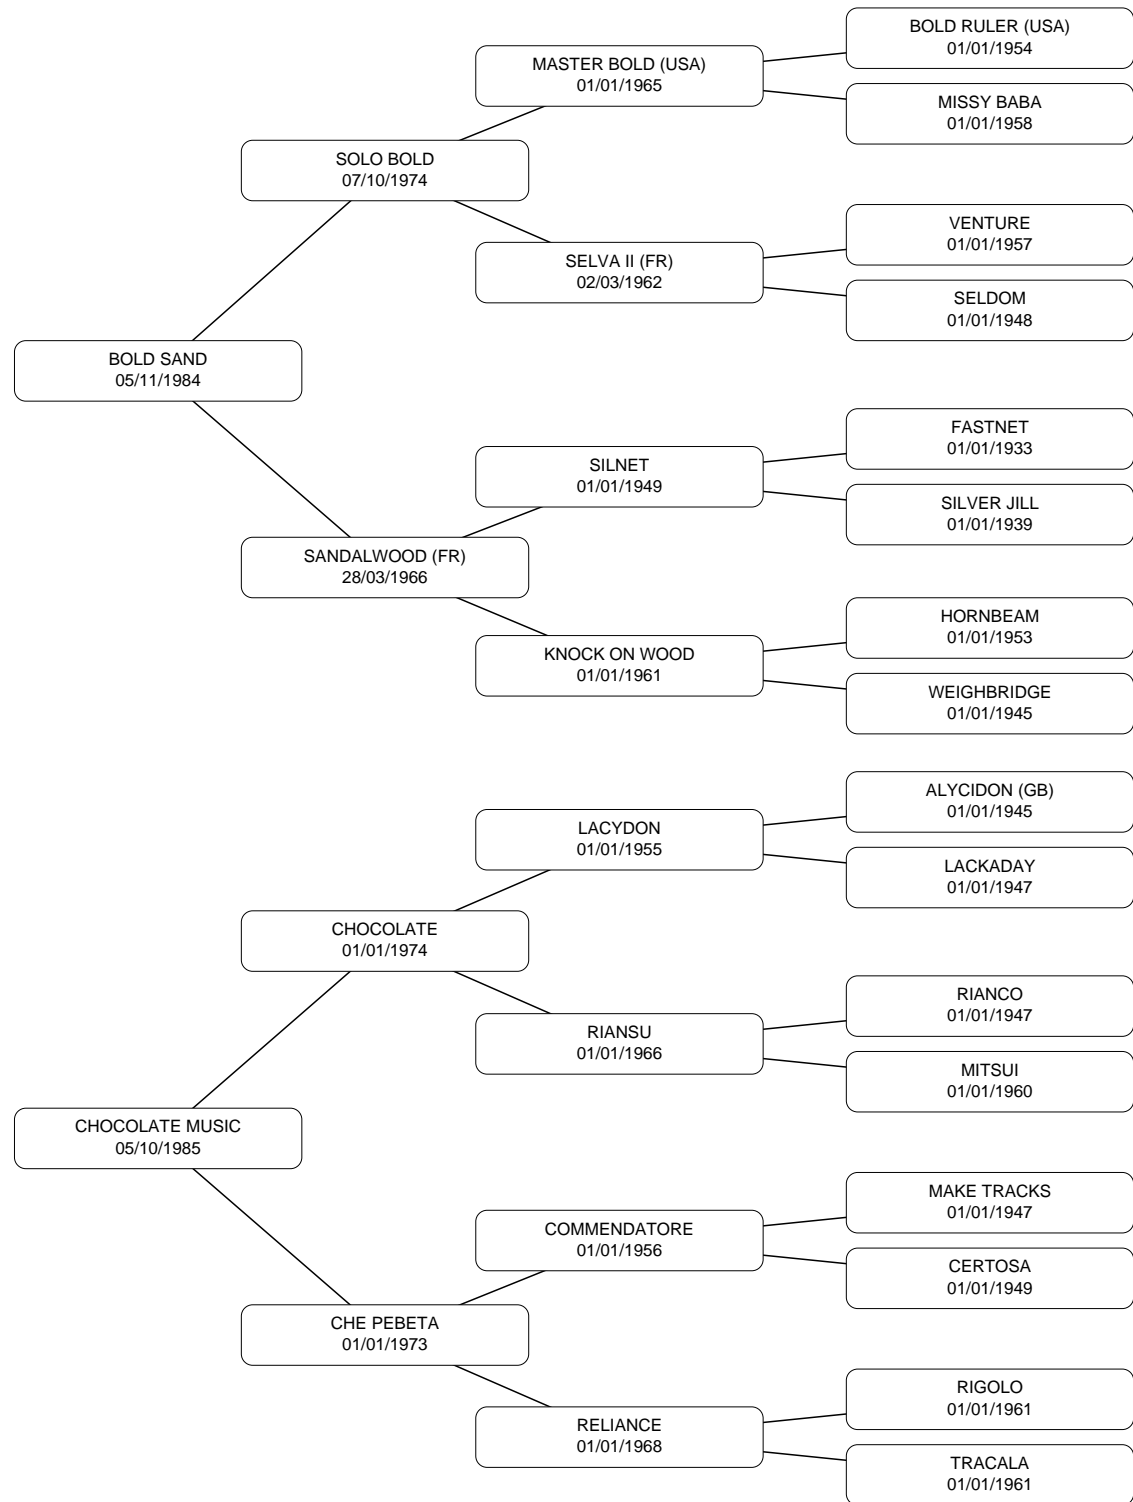 BOLD RULER (USA)
01/01/1954
MASTER BOLD (USA)
01/01/1965
MISSY BABA
01/01/1958
SOLO BOLD
07/10/1974
VENTURE
01/01/1957
SELVA II (FR)
02/03/1962
SELDOM
01/01/1948
BOLD SAND
05/11/1984
FASTNET
01/01/1933
SILNET
01/01/1949
SILVER JILL
01/01/1939
SANDALWOOD (FR)
28/03/1966
HORNBEAM
01/01/1953
KNOCK ON WOOD
01/01/1961
WEIGHBRIDGE
01/01/1945
ALYCIDON (GB)
01/01/1945
LACYDON
01/01/1955
LACKADAY
01/01/1947
CHOCOLATE
01/01/1974
RIANCO
01/01/1947
RIANSU
01/01/1966
MITSUI
01/01/1960
CHOCOLATE MUSIC
05/10/1985
MAKE TRACKS
01/01/1947
COMMENDATORE
01/01/1956
CERTOSA
01/01/1949
CHE PEBETA
01/01/1973
RIGOLO
01/01/1961
RELIANCE
01/01/1968
TRACALA
01/01/1961